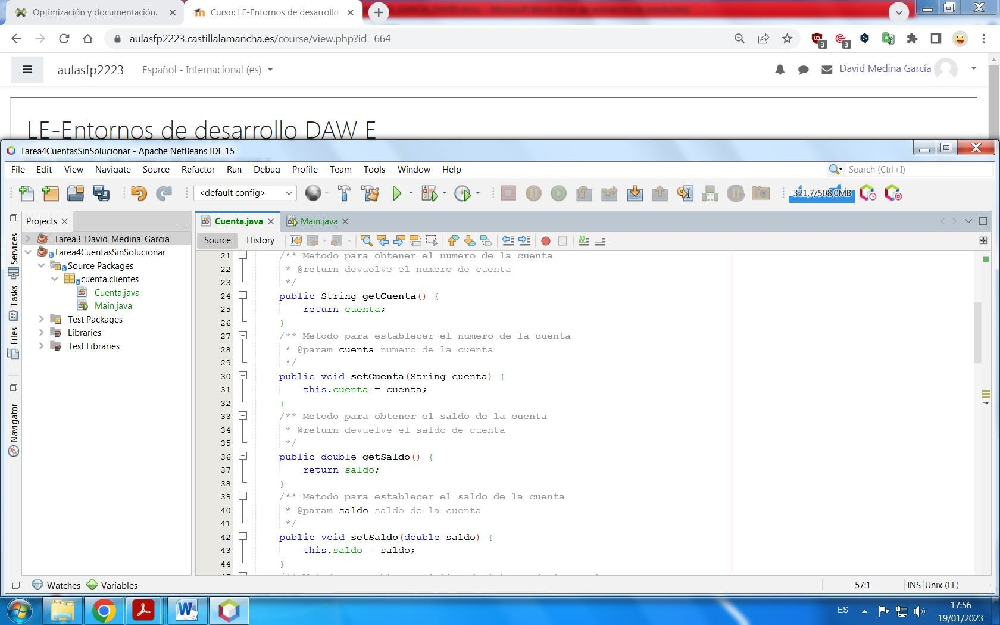 Optimización y documentación.
Curso: LE-Entornos de desarrollo
aulasfp2223.castillalamancha.es/course/view.php?id=664
3
3
aulasfp2223
Español - Internacional (es)
David Medina García
LE-Entornos de desarrollo DAW E
Tarea4CuentasSinSolucionar - Apache NetBeans IDE 15
File Edit View Navigate Source Refactor Run Debug Profile Team Tools Window Help
Search (Ctrl+I)
<default config>
321,7/508,0MB
Projects
Services
Tasks
Files
Navigator
Tarea3_David_Medina_Garcia
Tarea4CuentasSinSolucionar
Source Packages
cuenta.clientes
Cuenta.java
Main.java
Test Packages
Libraries
Test Libraries
Cuenta.java
Main.java
Source History
21 /** Metodo para obtener el numero de la cuenta
22 * @return devuelve el numero de cuenta
23 */
24 public String getCuenta() {
25 return cuenta;
26 }
27 /** Metodo para establecer el numero de la cuenta
28 * @param cuenta numero de la cuenta
29 */
30 public void setCuenta(String cuenta) {
31 this.cuenta = cuenta;
32 }
33 /** Metodo para obtener el saldo de la cuenta
34 * @return devuelve el saldo de cuenta
35 */
36 public double getSaldo() {
37 return saldo;
38 }
39 /** Metodo para establecer el saldo de la cuenta
40 * @param saldo saldo de la cuenta
41 */
42 public void setSaldo(double saldo) {
43 this.saldo = saldo;
44 }
Watches Variables
57:1
INS Unix (LF)
ES
17:56
19/01/2023